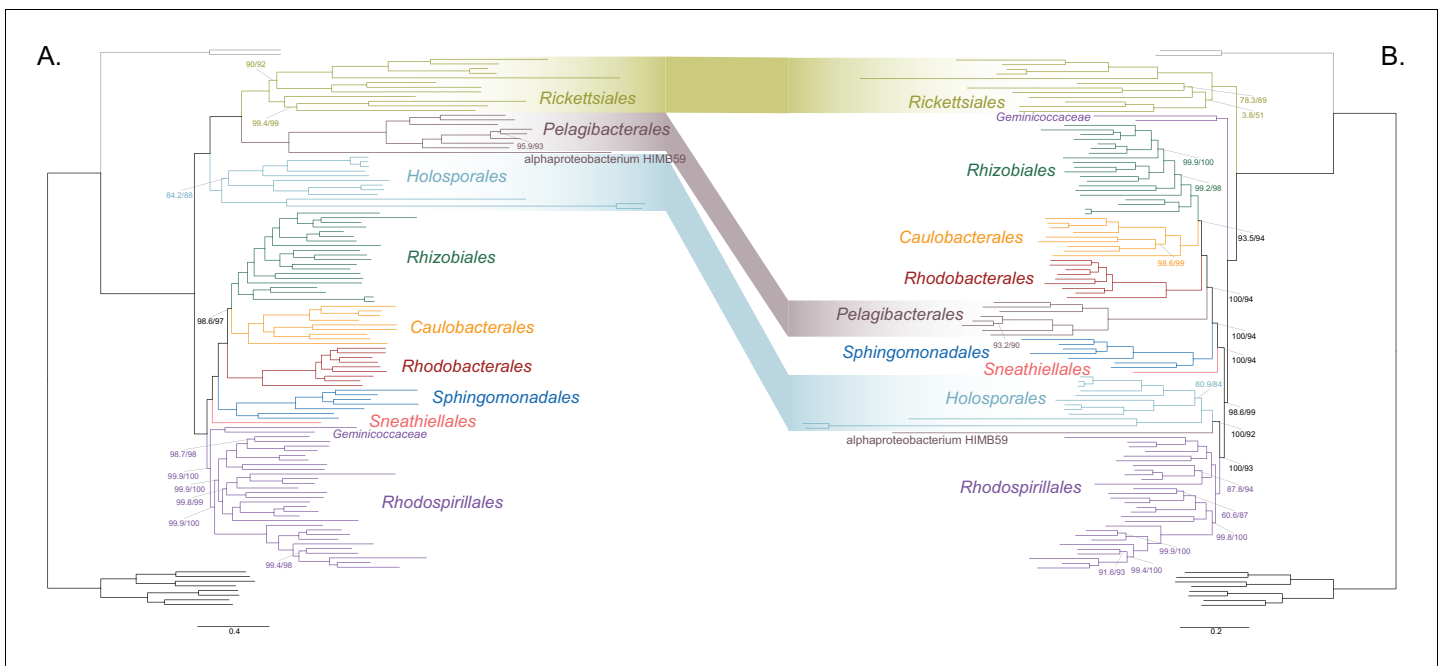 A.
90/92
Rickettsiales
99.4/99
Pelagibacterales
95.9/93
alphaproteobacterium HIMB59
Holosporales
84.2/88
Rhizobiales
98.6/97
Caulobacterales
Rhodobacterales
Sphingomonadales
Sneathiellales
Geminicoccaceae
98.7/98
99.9/100
99.9/100
99.8/99
Rhodospirillales
99.9/100
99.4/98
0.4
B.
Rickettsiales
78.3/89
3.8/51
Geminicoccaceae
Rhizobiales
99.9/100
99.2/98
Caulobacterales
93.5/94
98.6/99
Rhodobacterales
100/94
Pelagibacterales
100/94
93.2/90
Sphingomonadales
100/94
Sneathiellales
80.9/84
Holosporales
98.6/99
100/92
alphaproteobacterium HIMB59
100/93
Rhodospirillales
87.8/94
60.6/87
99.8/100
99.9/100
99.4/100
91.6/93
0.2